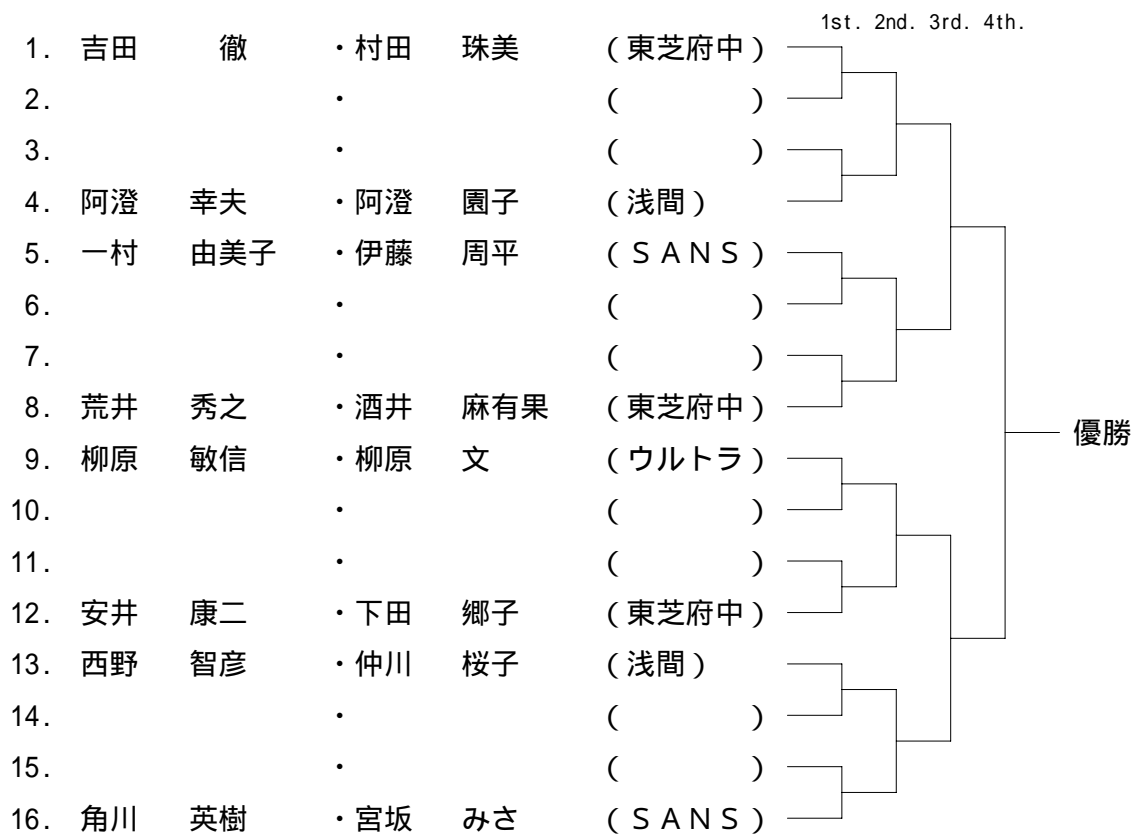 1st. 2nd. 3rd. 4th.
1. 吉田 徹 ・村田 珠美 (東芝府中)
2. ・ ( )
3. ・ ( )
4. 阿澄 幸夫 ・阿澄 園子 (浅間)
5. 一村 由美子 ・伊藤 周平 (ＳＡＮＳ)
6. ・ ( )
7. ・ ( )
8. 荒井 秀之 ・酒井 麻有果 (東芝府中)
優勝
9. 柳原 敏信 ・柳原 文 (ウルトラ)
10. ・ ( )
11. ・ ( )
12. 安井 康二 ・下田 郷子 (東芝府中)
13. 西野 智彦 ・仲川 桜子 (浅間)
14. ・ ( )
15. ・ ( )
16. 角川 英樹 ・宮坂 みさ (ＳＡＮＳ)